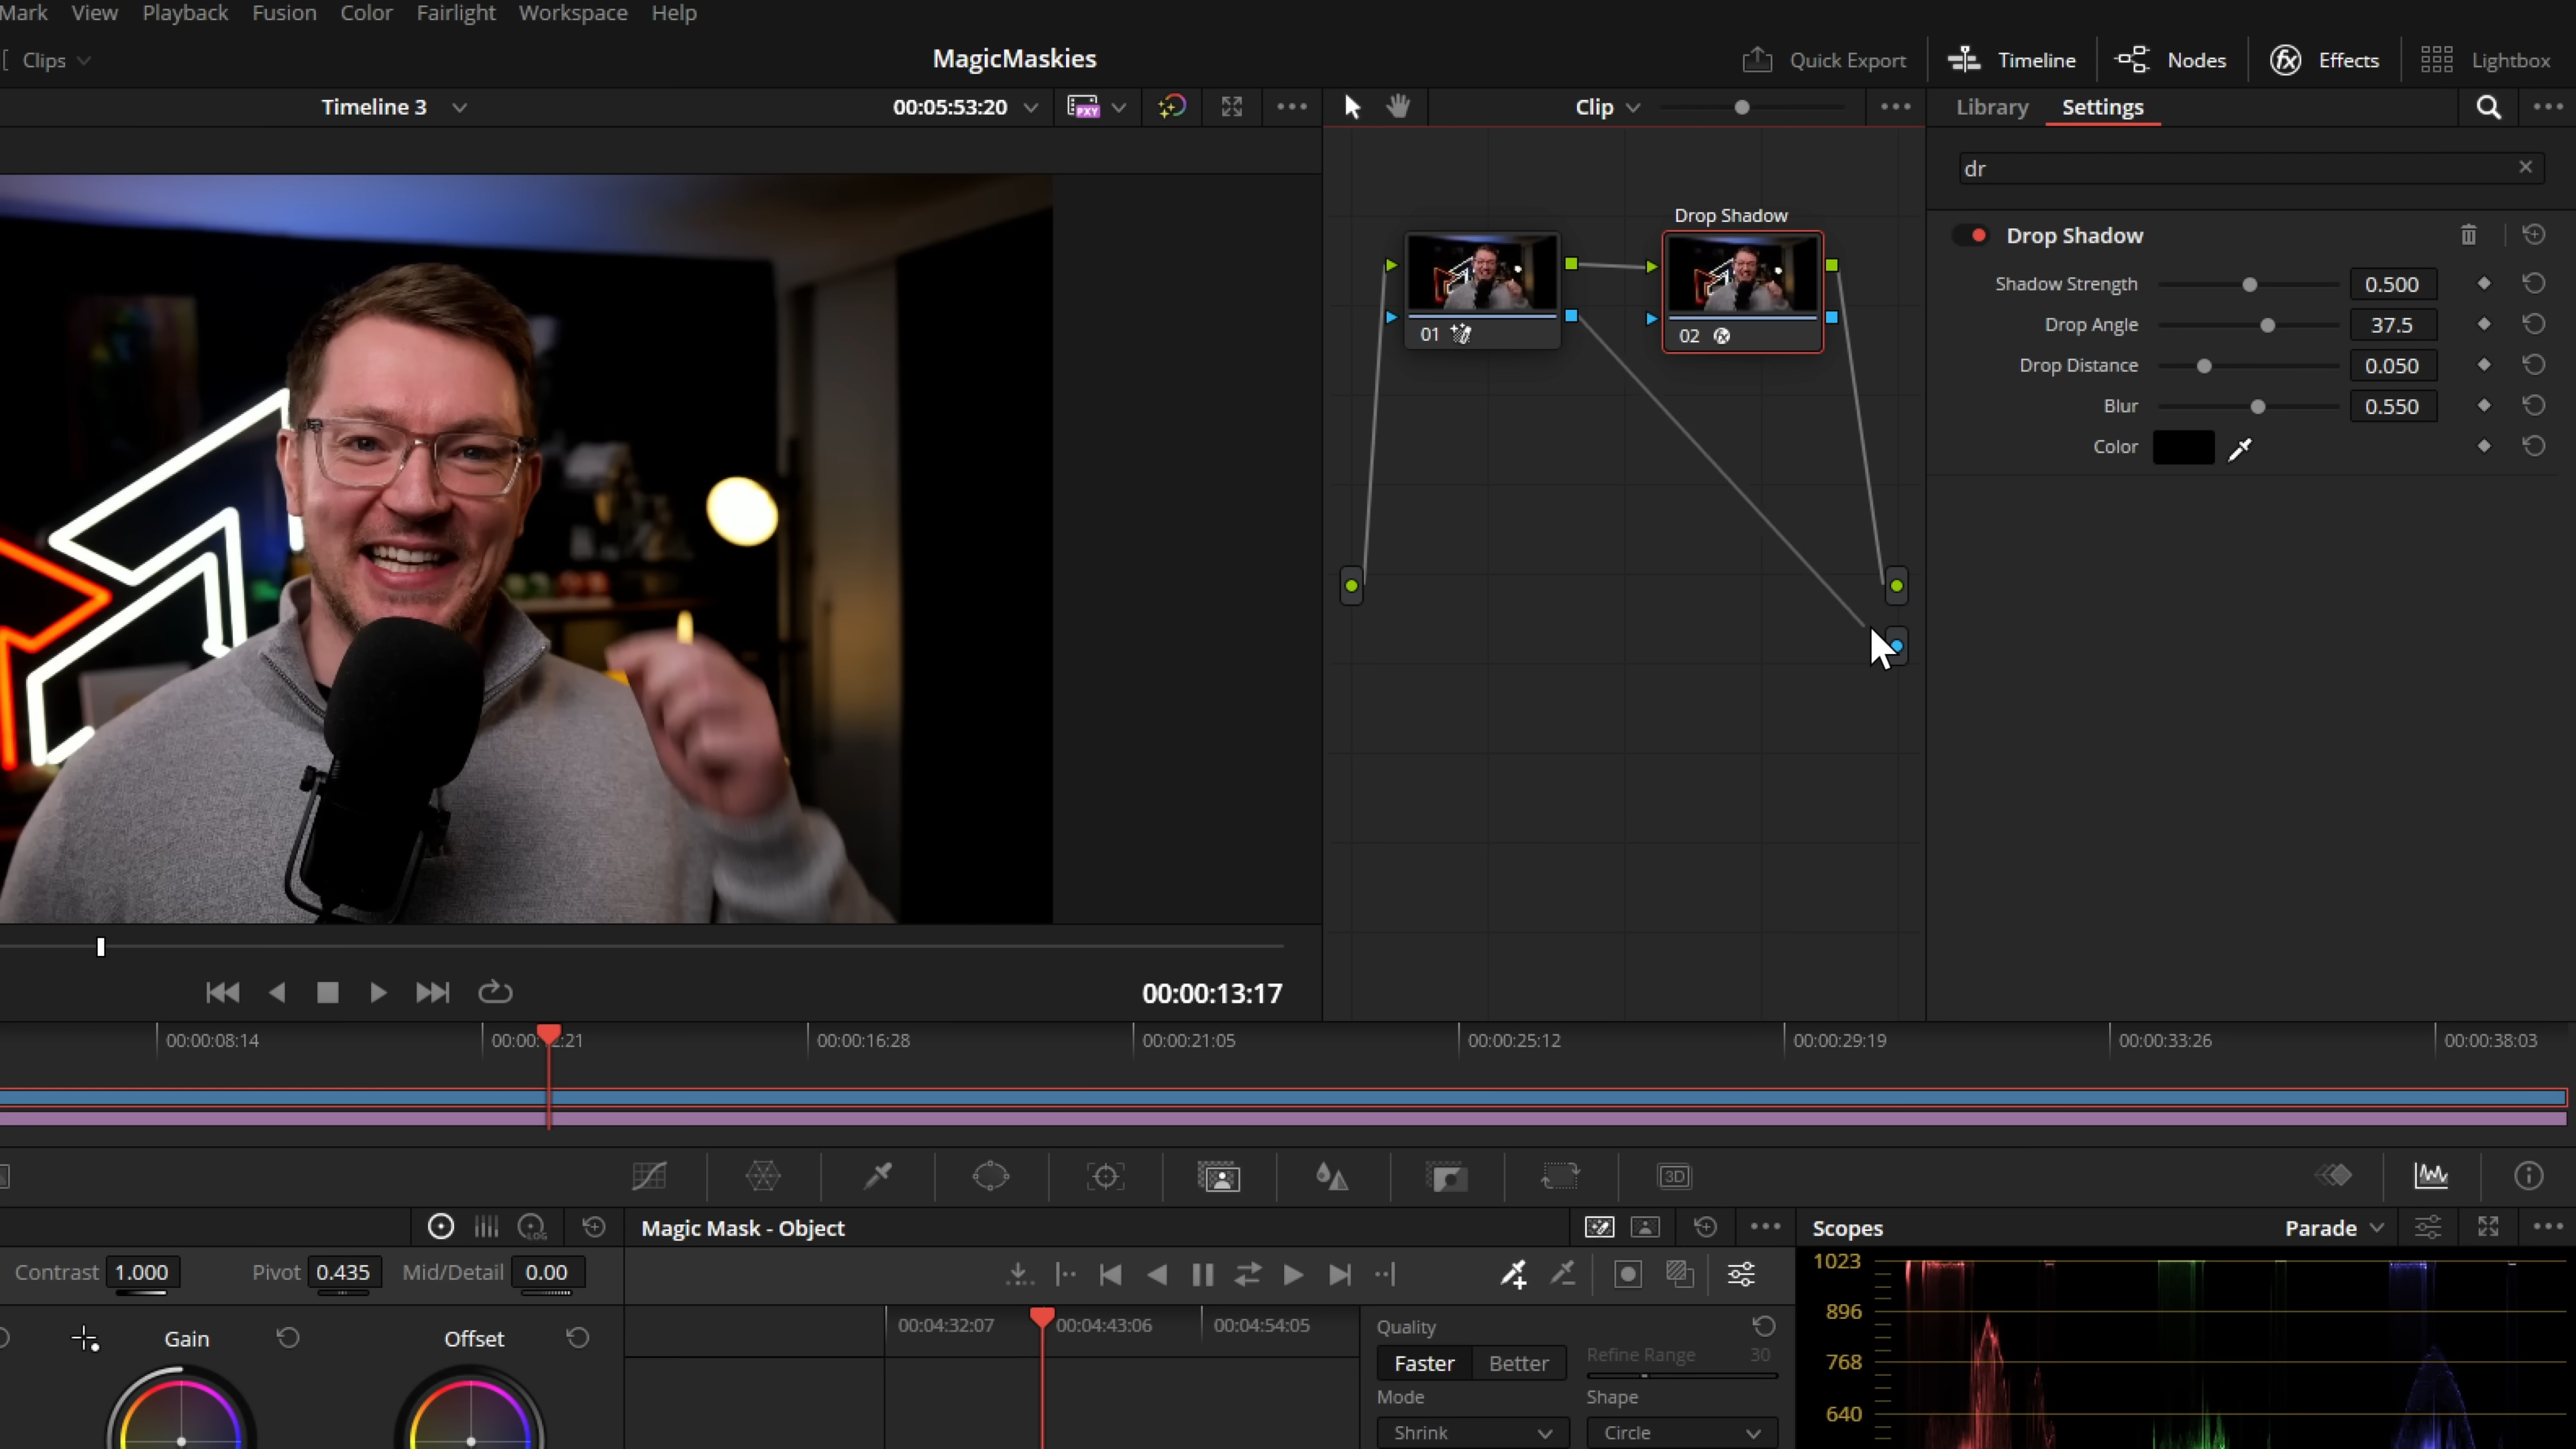 Mark View Playback Fusion Color Fairlight Workspace Help
Clips MagicMaskies Quick Export Timeline Nodes Effects Lightbox
Timeline 3 00:05:53:20 PXY Clip Library Settings
dr
Drop Shadow
Drop Shadow
Shadow Strength 0.500
Drop Angle 37.5
01 02
Drop Distance 0.050
Blur 0.550
Color
00:00:13:17
00:00:08:14 00:00:16:28 00:00:21:05 00:00:25:12 00:00:29:19 00:00:33:26 00:00:38:03
3D
LOG Magic Mask - Object Scopes Parade
Contrast 1.000 Pivot 0.435 Mid/Detail 0.00 1023
896
Gain Offset 00:04:32:07 00:04:43:06 00:04:54:05 Quality
Faster Better Refine Range 30 768
Mode Shape
Shrink Circle 640